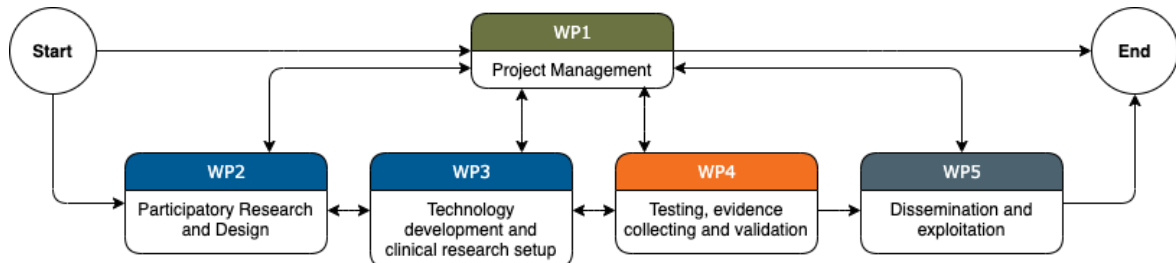 WP1
Start
End
Project Management
WP2
WP3
WP4
WP5
Participatory Research
and Design
Technology
development and
clinical research setup
Testing, evidence
collecting and validation
Dissemination and
exploitation